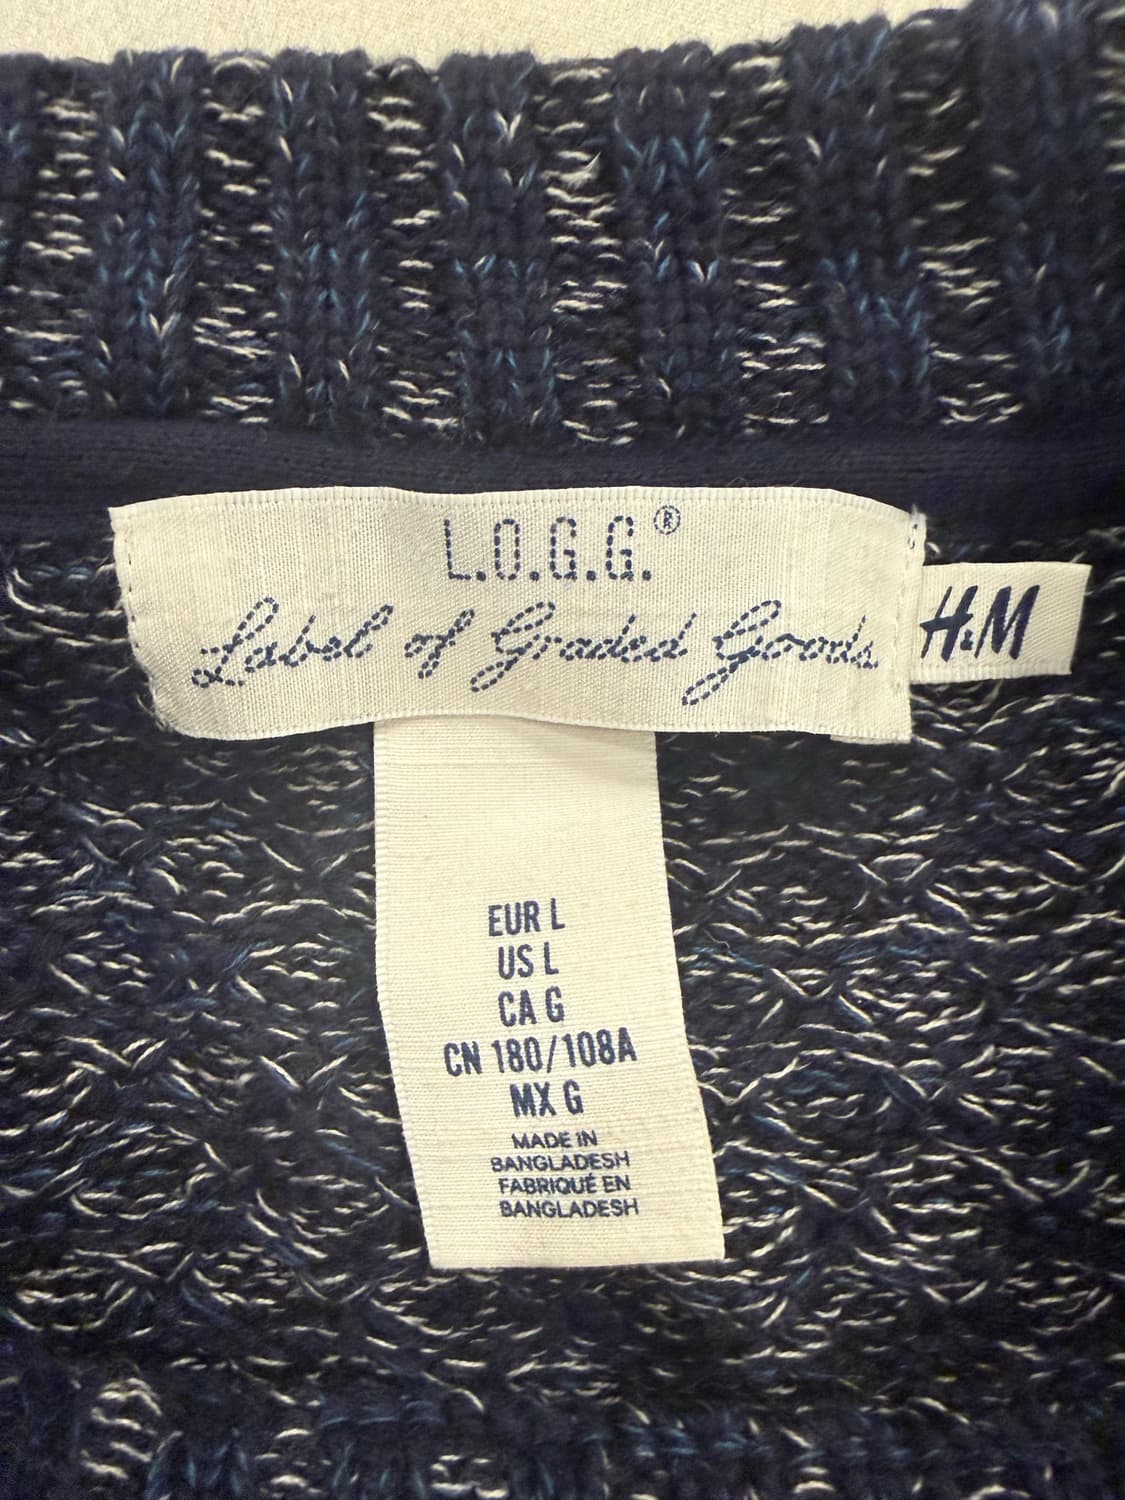 L.O.G.G.®
Label of Graded Goods
H&M
EUR L
US L
CA G
CN 180/108A
MX G
MADE IN
BANGLADESH
FABRIQUÉ EN
BANGLADESH